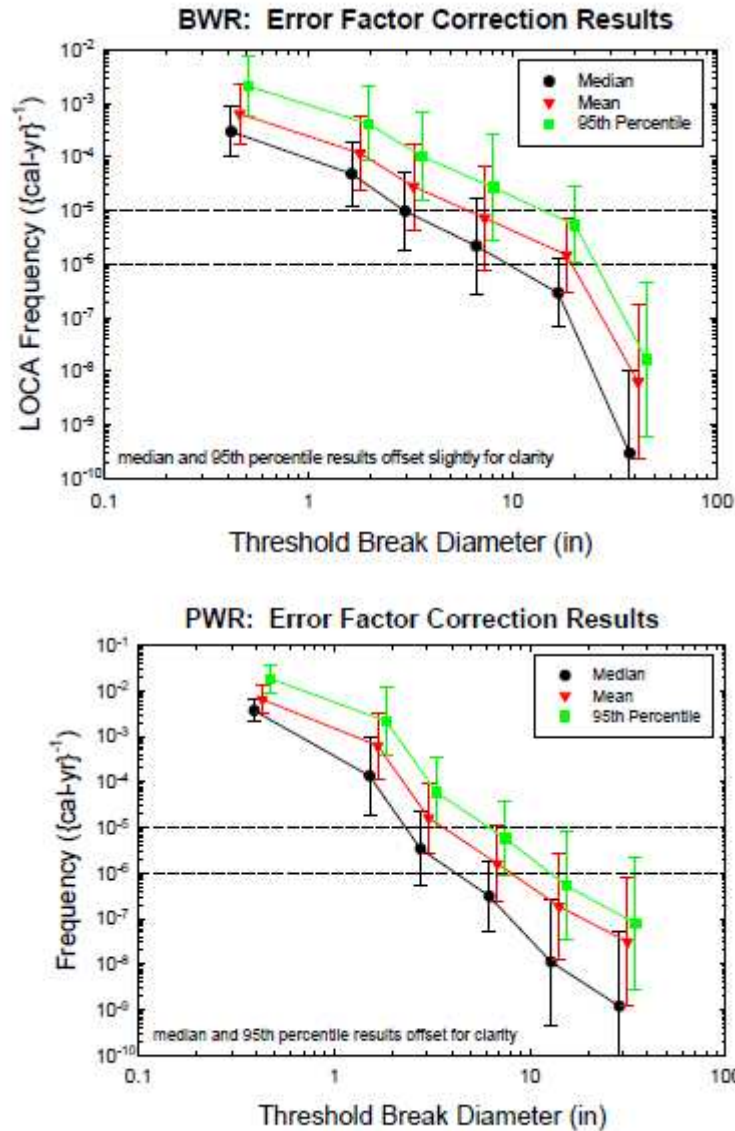 BWR: Error Factor Correction Results
10⁻²
10⁻³
10⁻⁴
10⁻⁵
10⁻⁶
10⁻⁷
10⁻⁸
10⁻⁹
10⁻¹⁰
LOCA Frequency ({cal-yr}⁻¹)
Median
Mean
95th Percentile
median and 95th percentile results offset slightly for clarity
0.1 1 10 100
Threshold Break Diameter (in)
PWR: Error Factor Correction Results
10⁻¹
10⁻²
10⁻³
10⁻⁴
10⁻⁵
10⁻⁶
10⁻⁷
10⁻⁸
10⁻⁹
10⁻¹⁰
Frequency ({cal-yr}⁻¹)
Median
Mean
95th Percentile
median and 95th percentile results offset for clarity
0.1 1 10 100
Threshold Break Diameter (in)